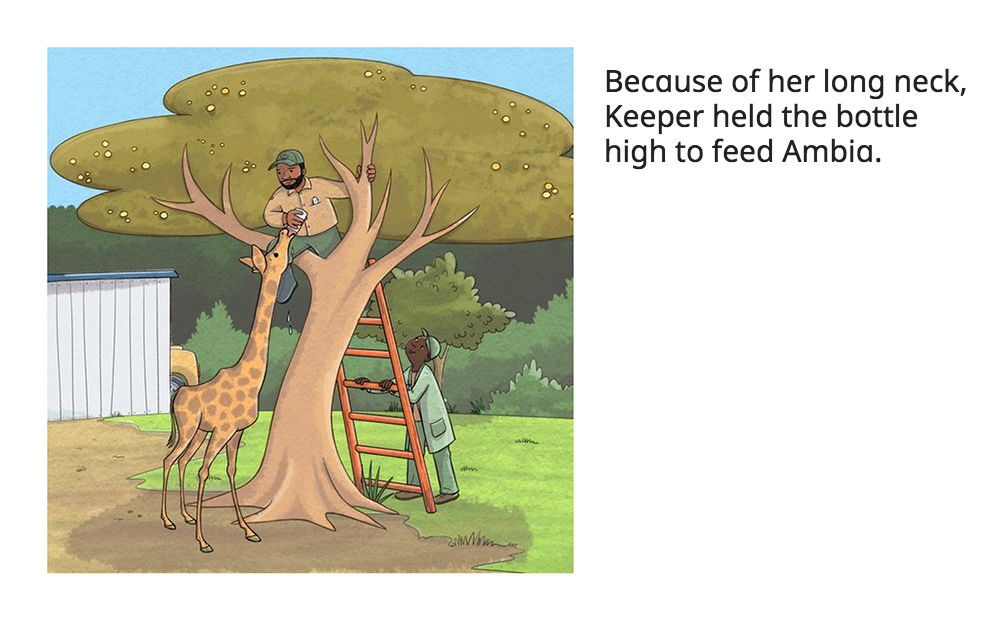 Because of her long neck,
Keeper held the bottle
high to feed Ambia.